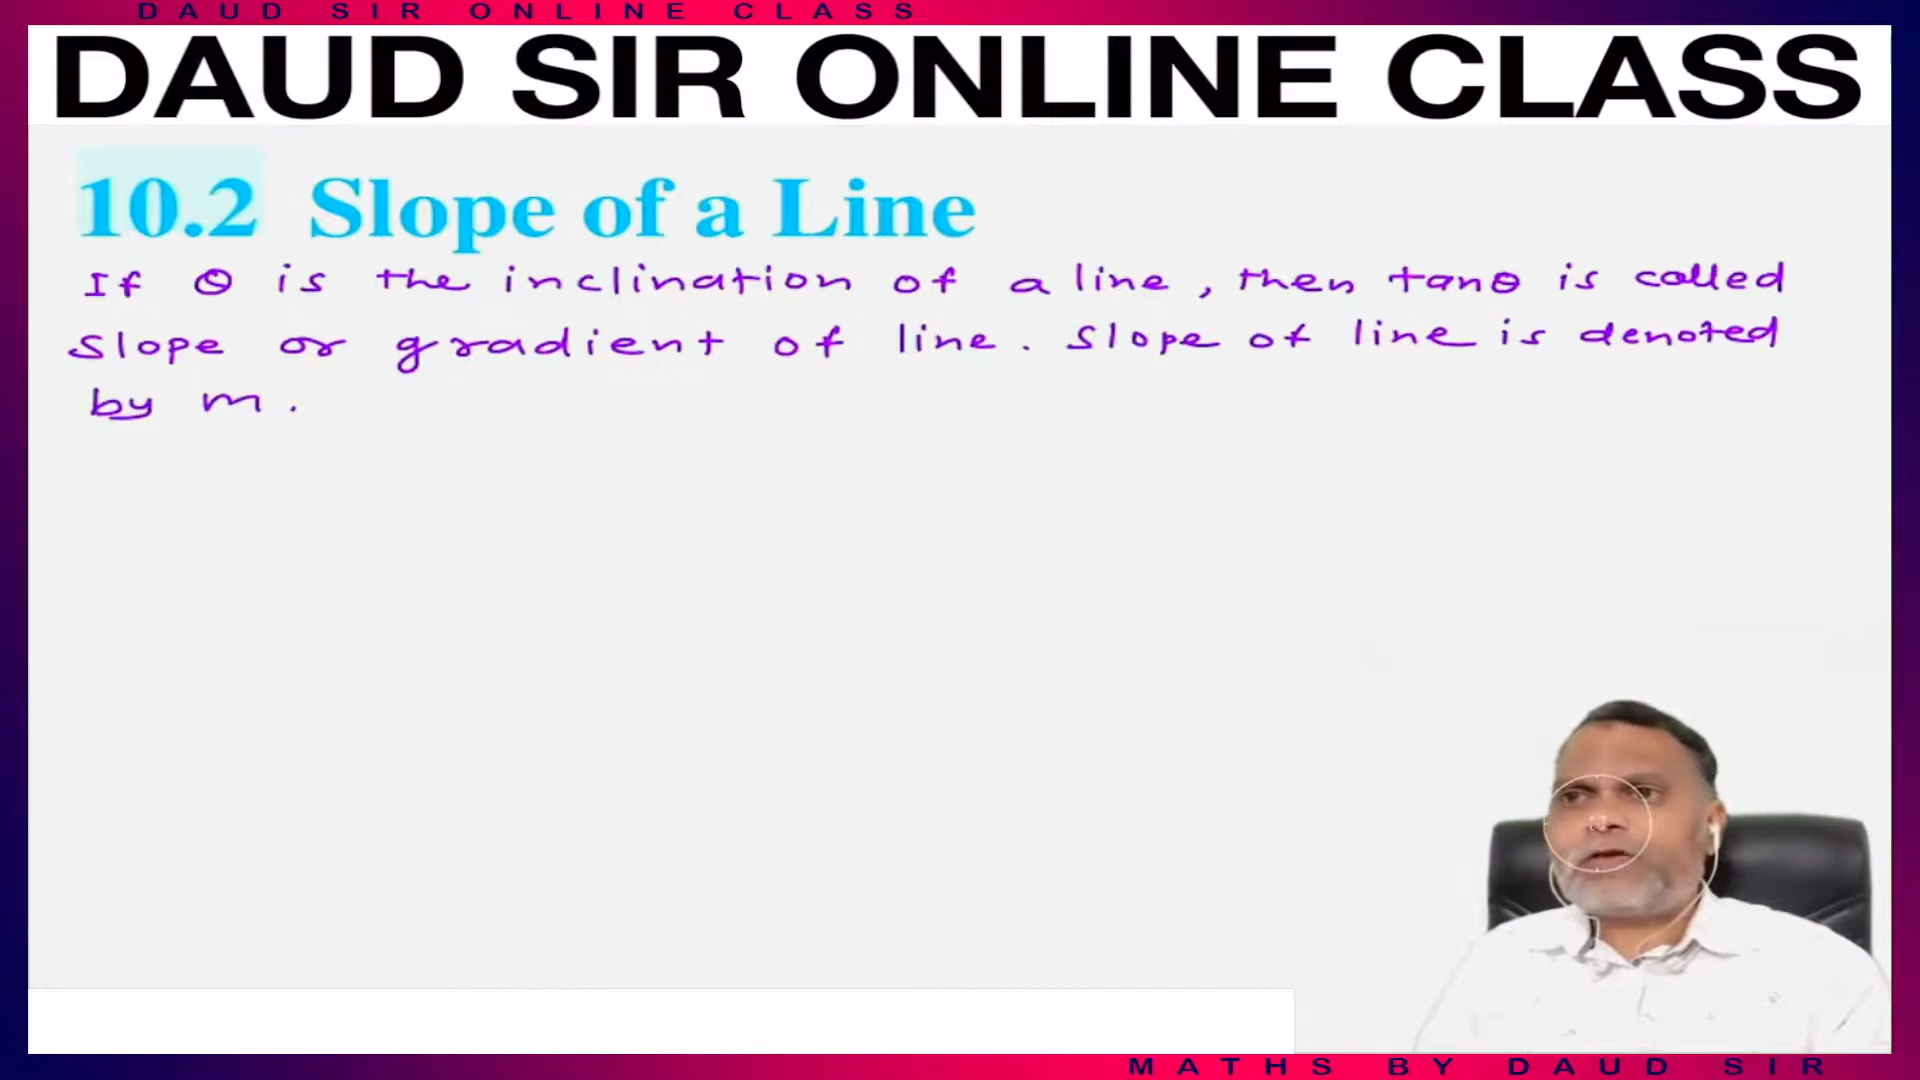 DAUD SIR ONLINE CLASS
DAUD SIR ONLINE CLASS
10.2 Slope of a Line
If θ is the inclination of a line, then tanθ is called
slope or gradient of line. Slope of line is denoted
by m.
MATHS BY DAUD SIR